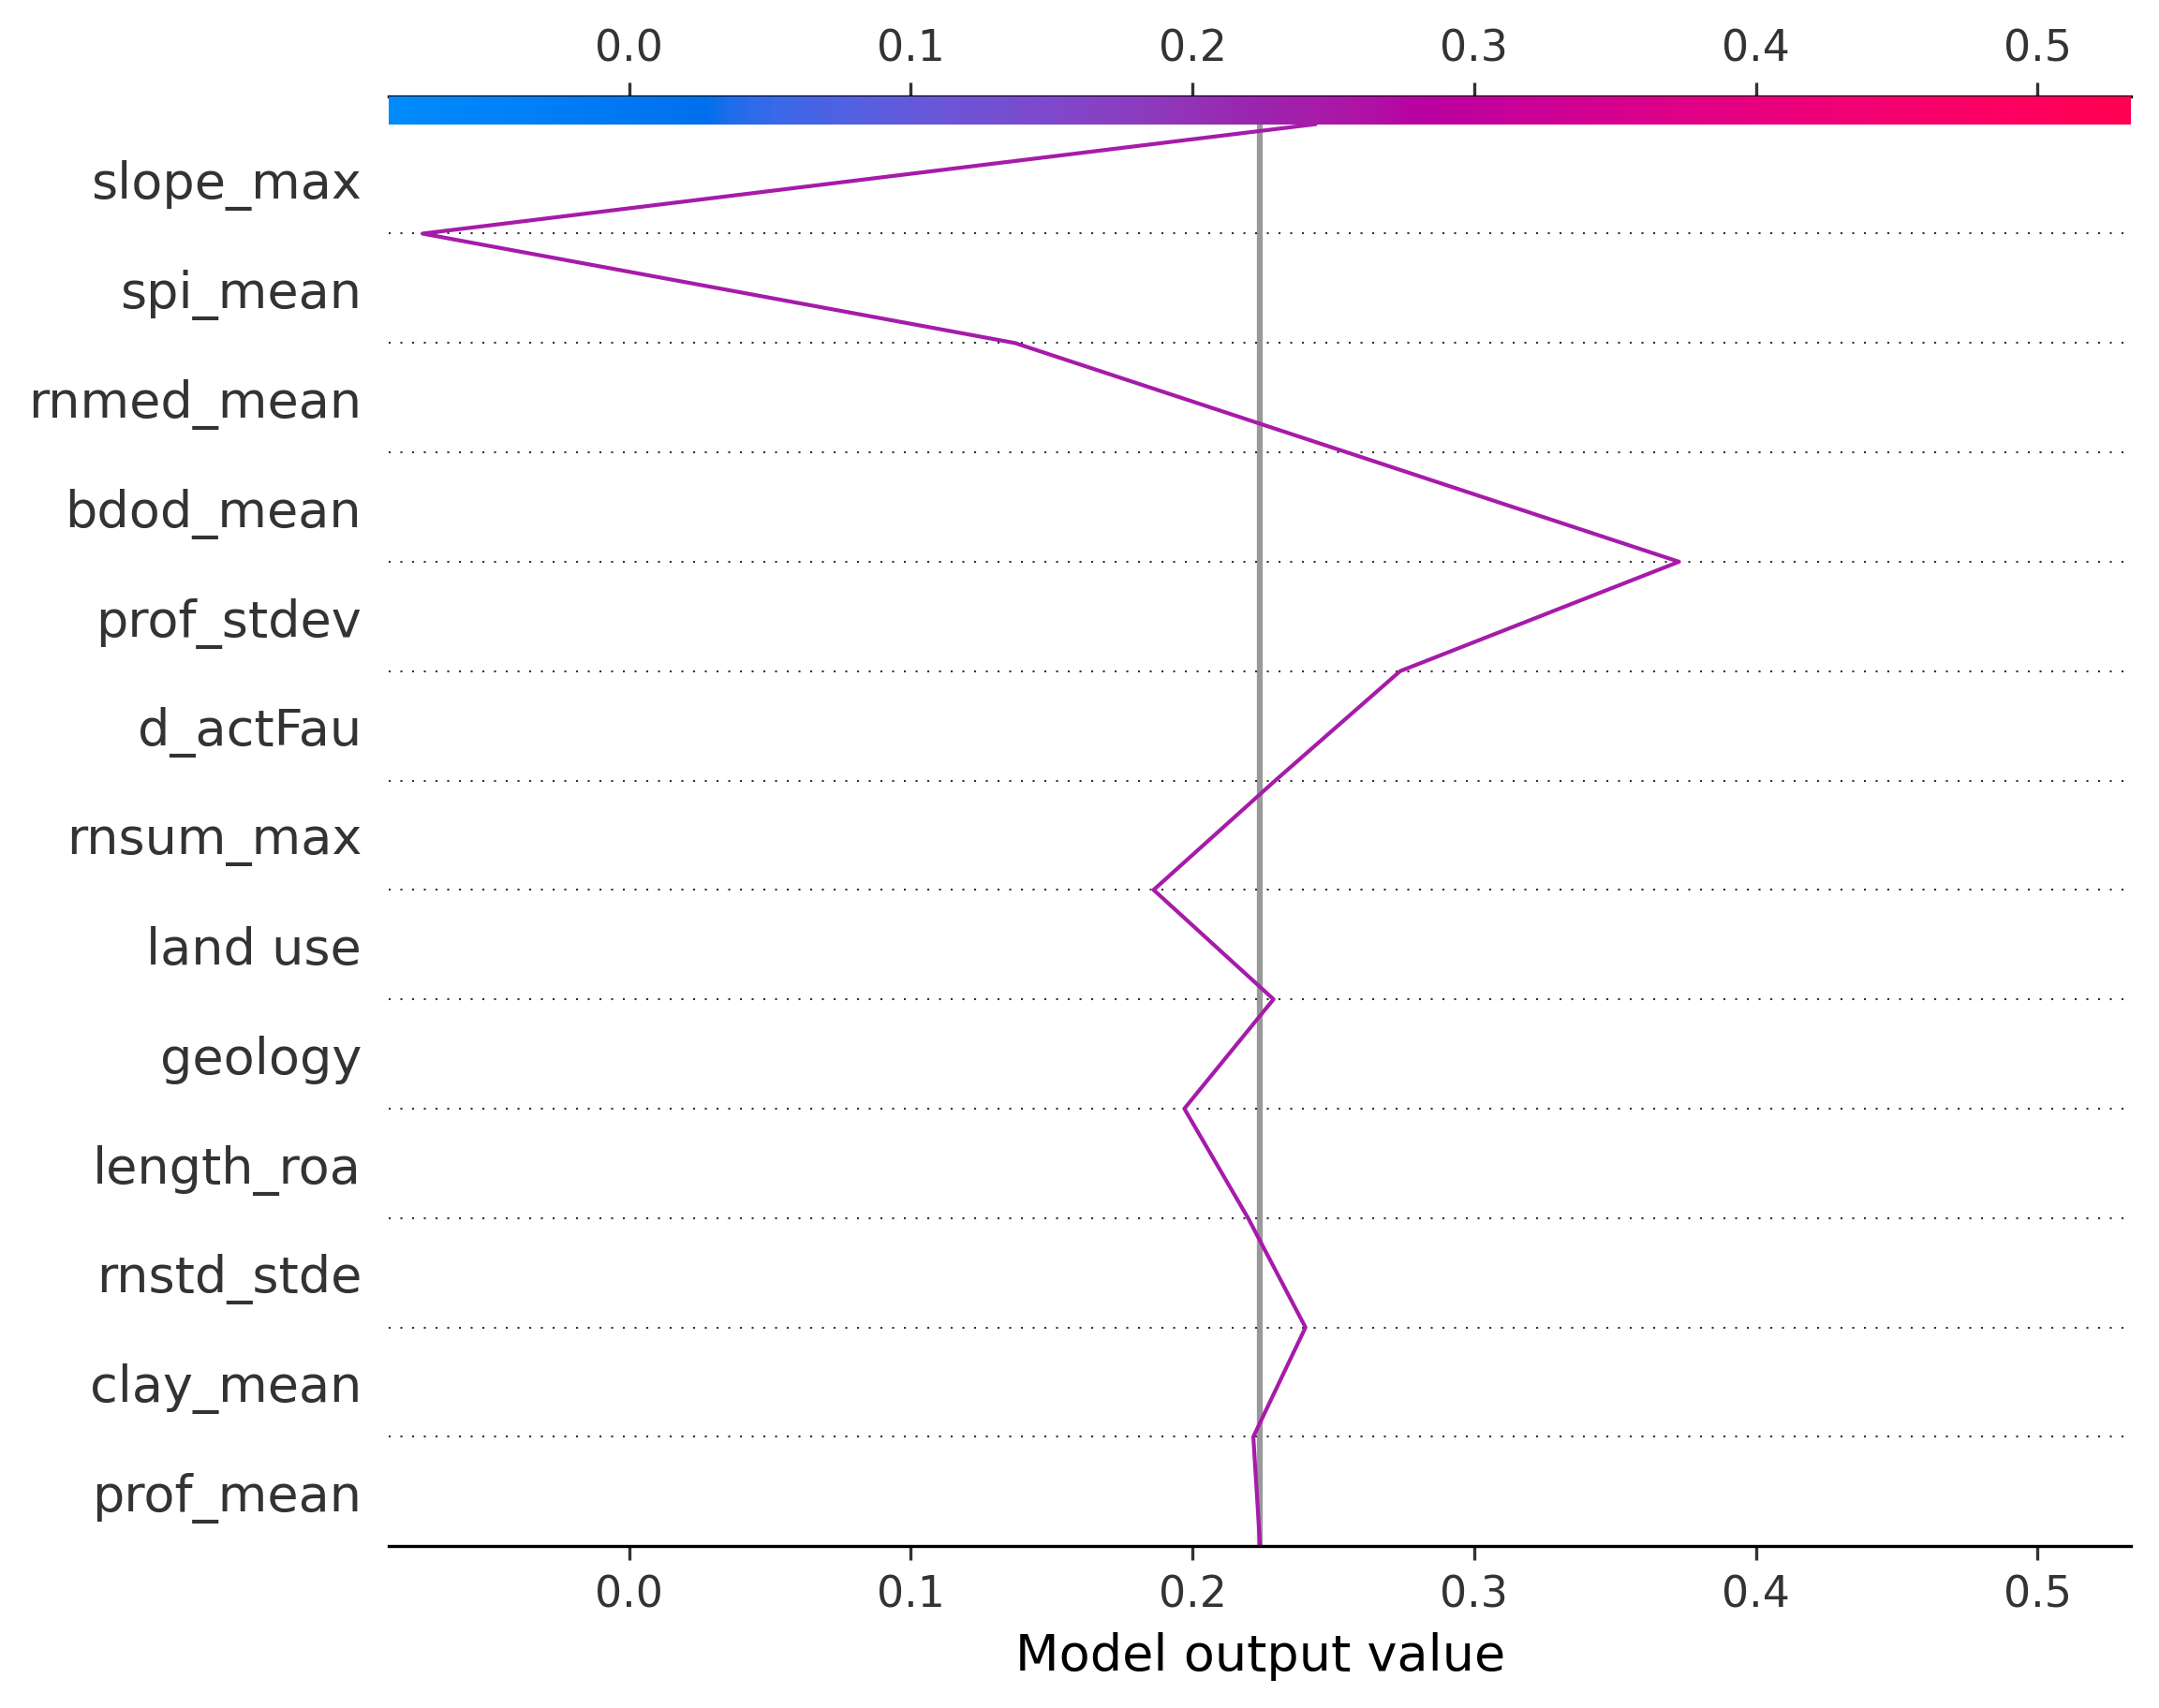 0.0 0.1 0.2 0.3 0.4 0.5
slope_max
spi_mean
rnmed_mean
bdod_mean
prof_stdev
d_actFau
rnsum_max
land use
geology
length_roa
rnstd_stde
clay_mean
prof_mean
0.0 0.1 0.2 0.3 0.4 0.5
Model output value